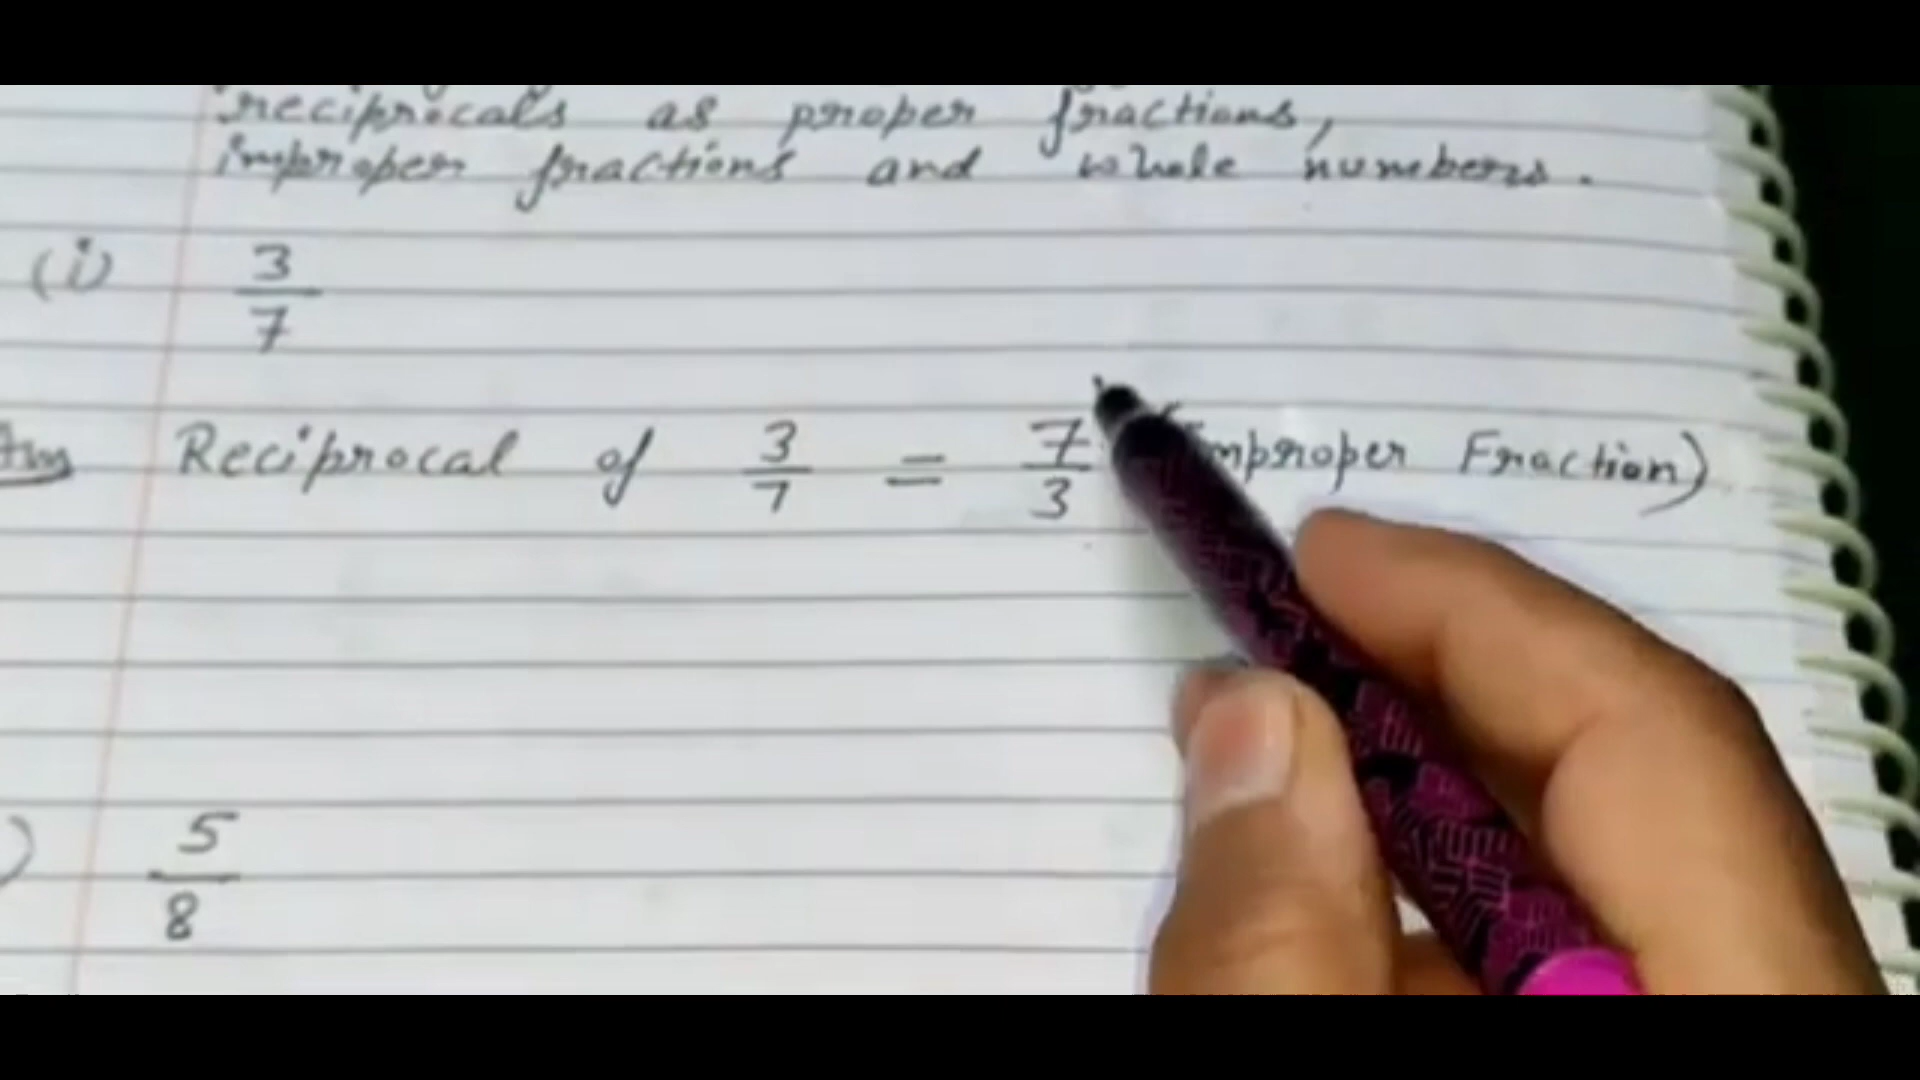 reciprocals as proper fractions,
improper fractions and whole numbers.
(i) 3/7
Ans Reciprocal of 3/7 = 7/3 (Improper Fraction)
) 5/8